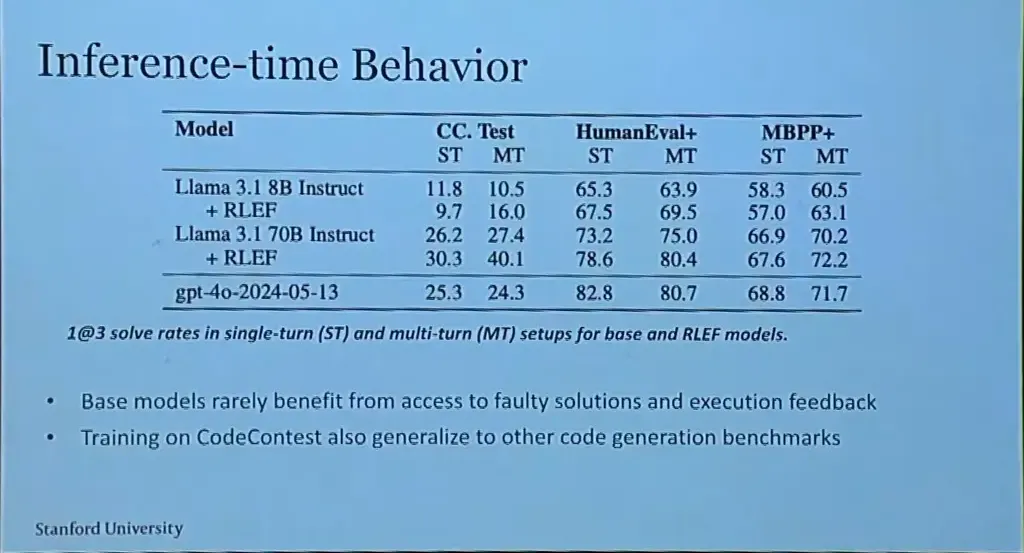 Inference-time Behavior
Model CC. Test HumanEval+ MBPP+
ST MT ST MT ST MT
Llama 3.1 8B Instruct 11.8 10.5 65.3 63.9 58.3 60.5
+ RLEF 9.7 16.0 67.5 69.5 57.0 63.1
Llama 3.1 70B Instruct 26.2 27.4 73.2 75.0 66.9 70.2
+ RLEF 30.3 40.1 78.6 80.4 67.6 72.2
gpt-4o-2024-05-13 25.3 24.3 82.8 80.7 68.8 71.7
1@3 solve rates in single-turn (ST) and multi-turn (MT) setups for base and RLEF models.
• Base models rarely benefit from access to faulty solutions and execution feedback
• Training on CodeContest also generalize to other code generation benchmarks
Stanford University